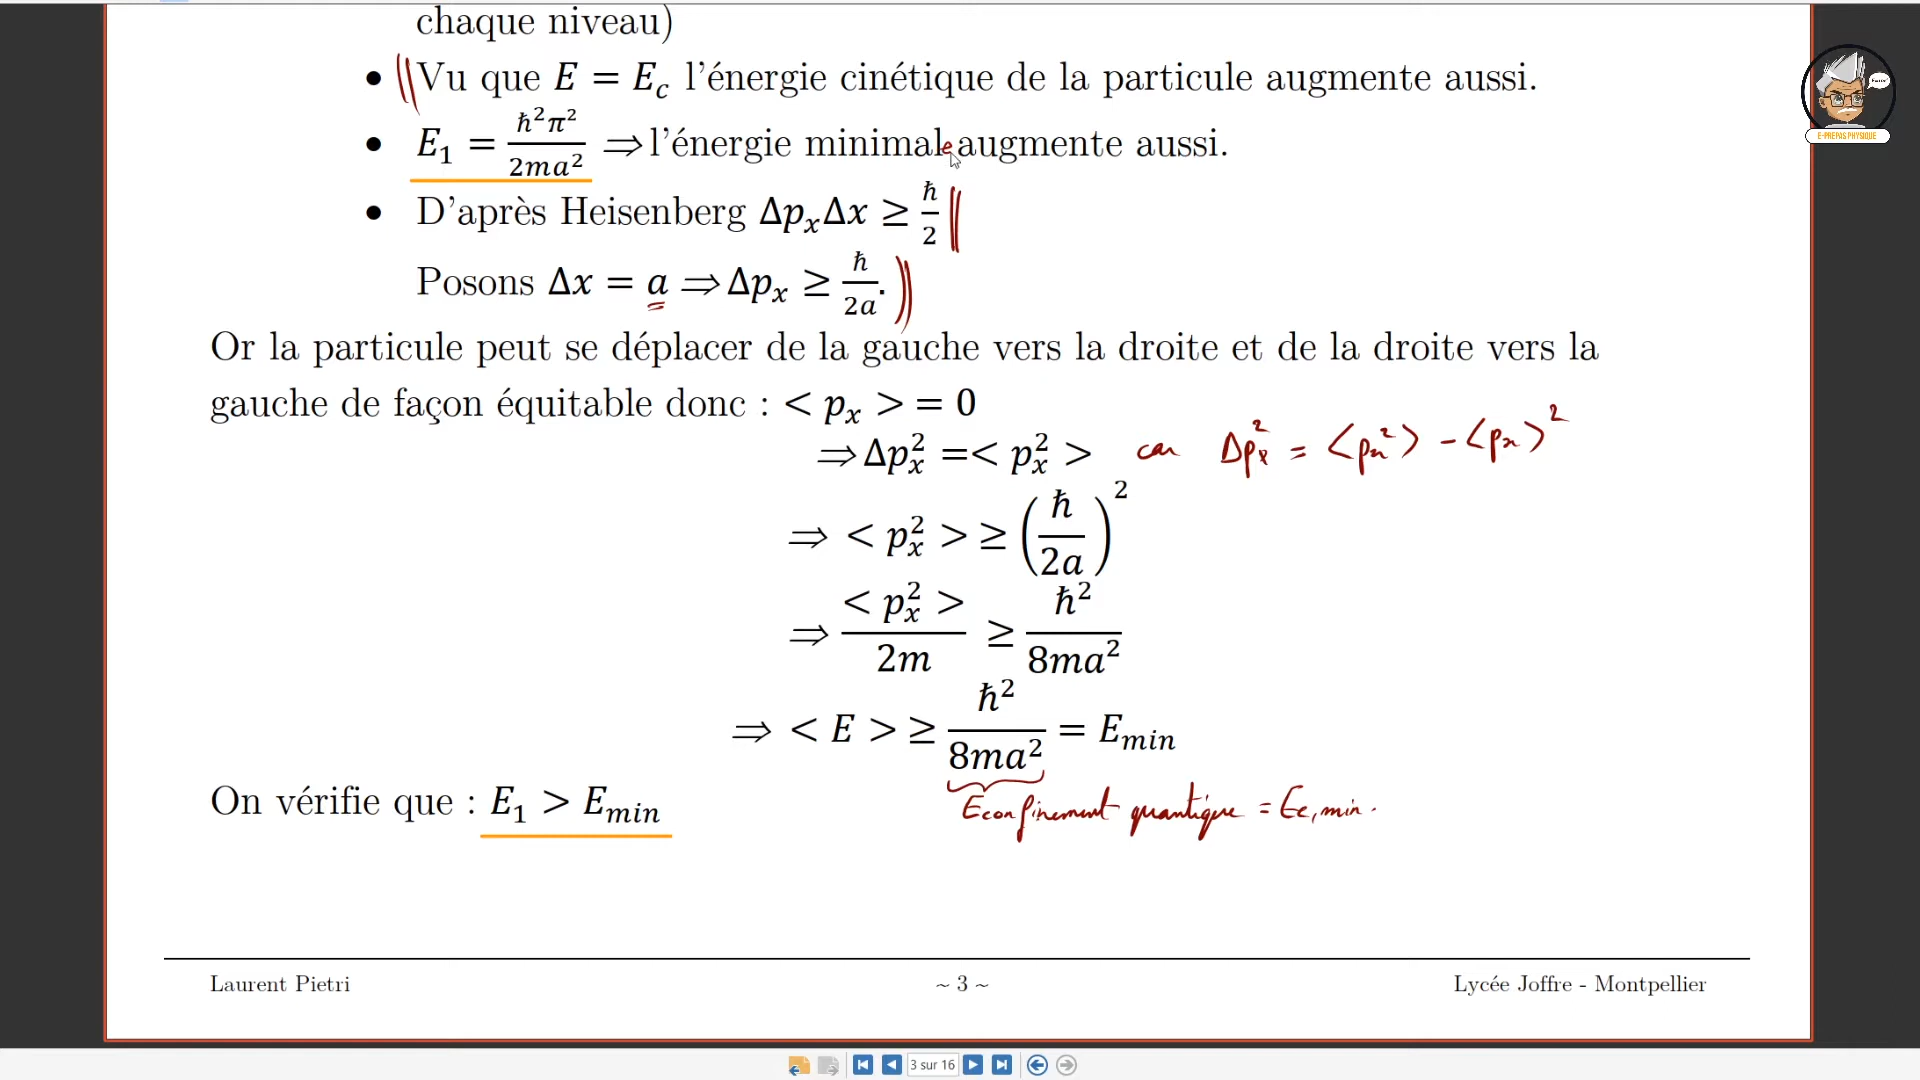 chaque niveau)
• Vu que E = E_c l'énergie cinétique de la particule augmente aussi.
• E_1 = ℏ²π²/2ma² ⇒ l'énergie minimale augmente aussi.
• D'après Heisenberg Δp_xΔx ≥ ℏ/2
Posons Δx = a ⇒ Δp_x ≥ ℏ/2a.
Or la particule peut se déplacer de la gauche vers la droite et de la droite vers la
gauche de façon équitable donc : < p_x > = 0
⇒ Δp_x² =< p_x² > car Δp_x² = <p_x²> - <p_x>²
⇒ < p_x² > ≥ (ℏ/2a)²
⇒ < p_x² >/2m ≥ ℏ²/8ma²
⇒ < E > ≥ ℏ²/8ma² = E_min
On vérifie que : E_1 > E_min
E confinement quantique = Ec,min.
Laurent Pietri ~ 3 ~ Lycée Joffre - Montpellier
3 sur 16
E-PREPAS PHYSIQUE